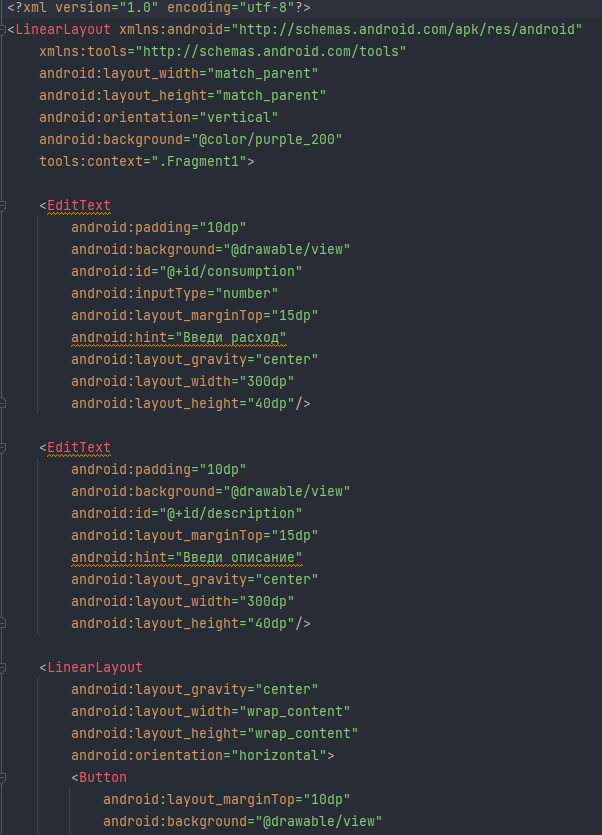 <?xml version="1.0" encoding="utf-8"?>
<LinearLayout xmlns:android="http://schemas.android.com/apk/res/android"
    xmlns:tools="http://schemas.android.com/tools"
    android:layout_width="match_parent"
    android:layout_height="match_parent"
    android:orientation="vertical"
    android:background="@color/purple_200"
    tools:context=".Fragment1">

    <EditText
        android:padding="10dp"
        android:background="@drawable/view"
        android:id="@+id/consumption"
        android:inputType="number"
        android:layout_marginTop="15dp"
        android:hint="Введи расход"
        android:layout_gravity="center"
        android:layout_width="300dp"
        android:layout_height="40dp"/>

    <EditText
        android:padding="10dp"
        android:background="@drawable/view"
        android:id="@+id/description"
        android:layout_marginTop="15dp"
        android:hint="Введи описание"
        android:layout_gravity="center"
        android:layout_width="300dp"
        android:layout_height="40dp"/>

    <LinearLayout
        android:layout_gravity="center"
        android:layout_width="wrap_content"
        android:layout_height="wrap_content"
        android:orientation="horizontal">
        <Button
            android:layout_marginTop="10dp"
            android:background="@drawable/view"